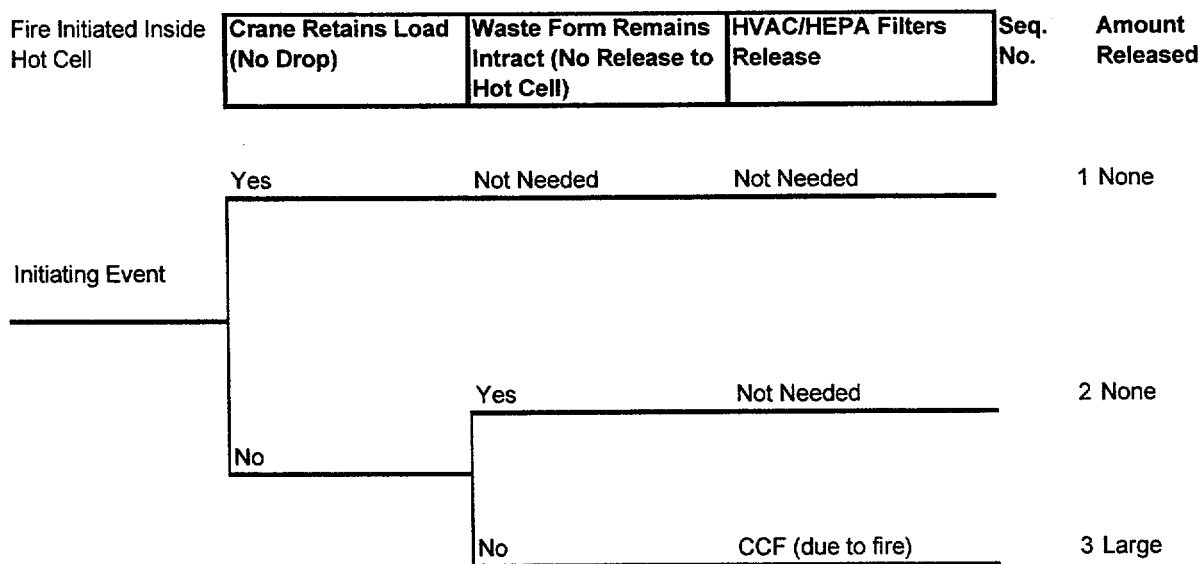 Fire Initiated Inside Hot Cell
Crane Retains Load (No Drop)
Waste Form Remains Intract (No Release to Hot Cell)
HVAC/HEPA Filters Release
Seq. No.
Amount Released
Yes
Not Needed
Not Needed
1 None
Initiating Event
Yes
Not Needed
2 None
No
No
CCF (due to fire)
3 Large